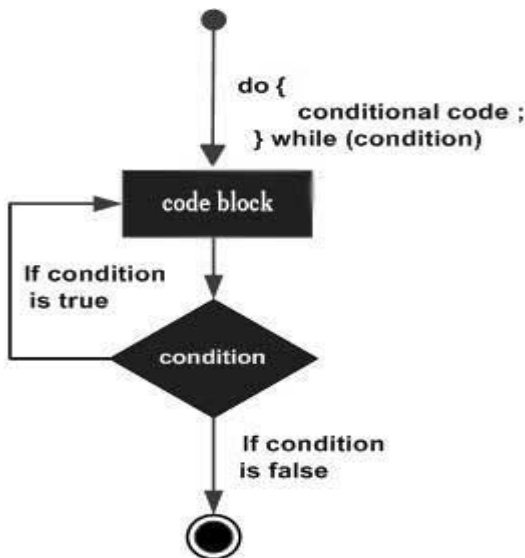 do {
conditional code ;
} while (condition)
code block
If condition
is true
condition
If condition
is false